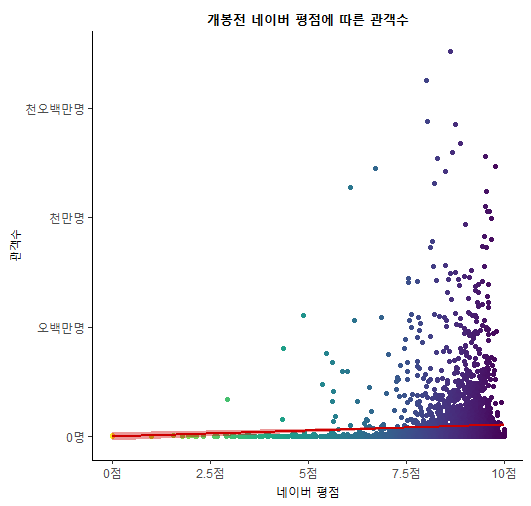 개봉전 네이버 평점에 따른 관객수
관객수
천오백만명
천만명
오백만명
0명
0점 2.5점 5점 7.5점 10점
네이버 평점